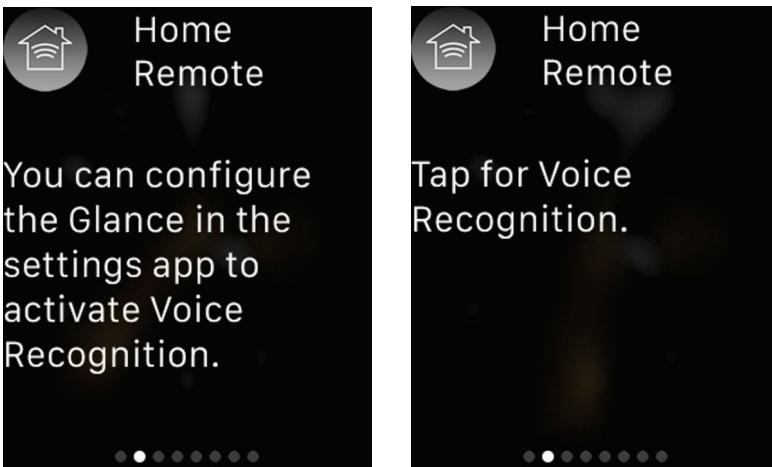 Home
Remote
You can configure
the Glance in the
settings app to
activate Voice
Recognition.
Home
Remote
Tap for Voice
Recognition.